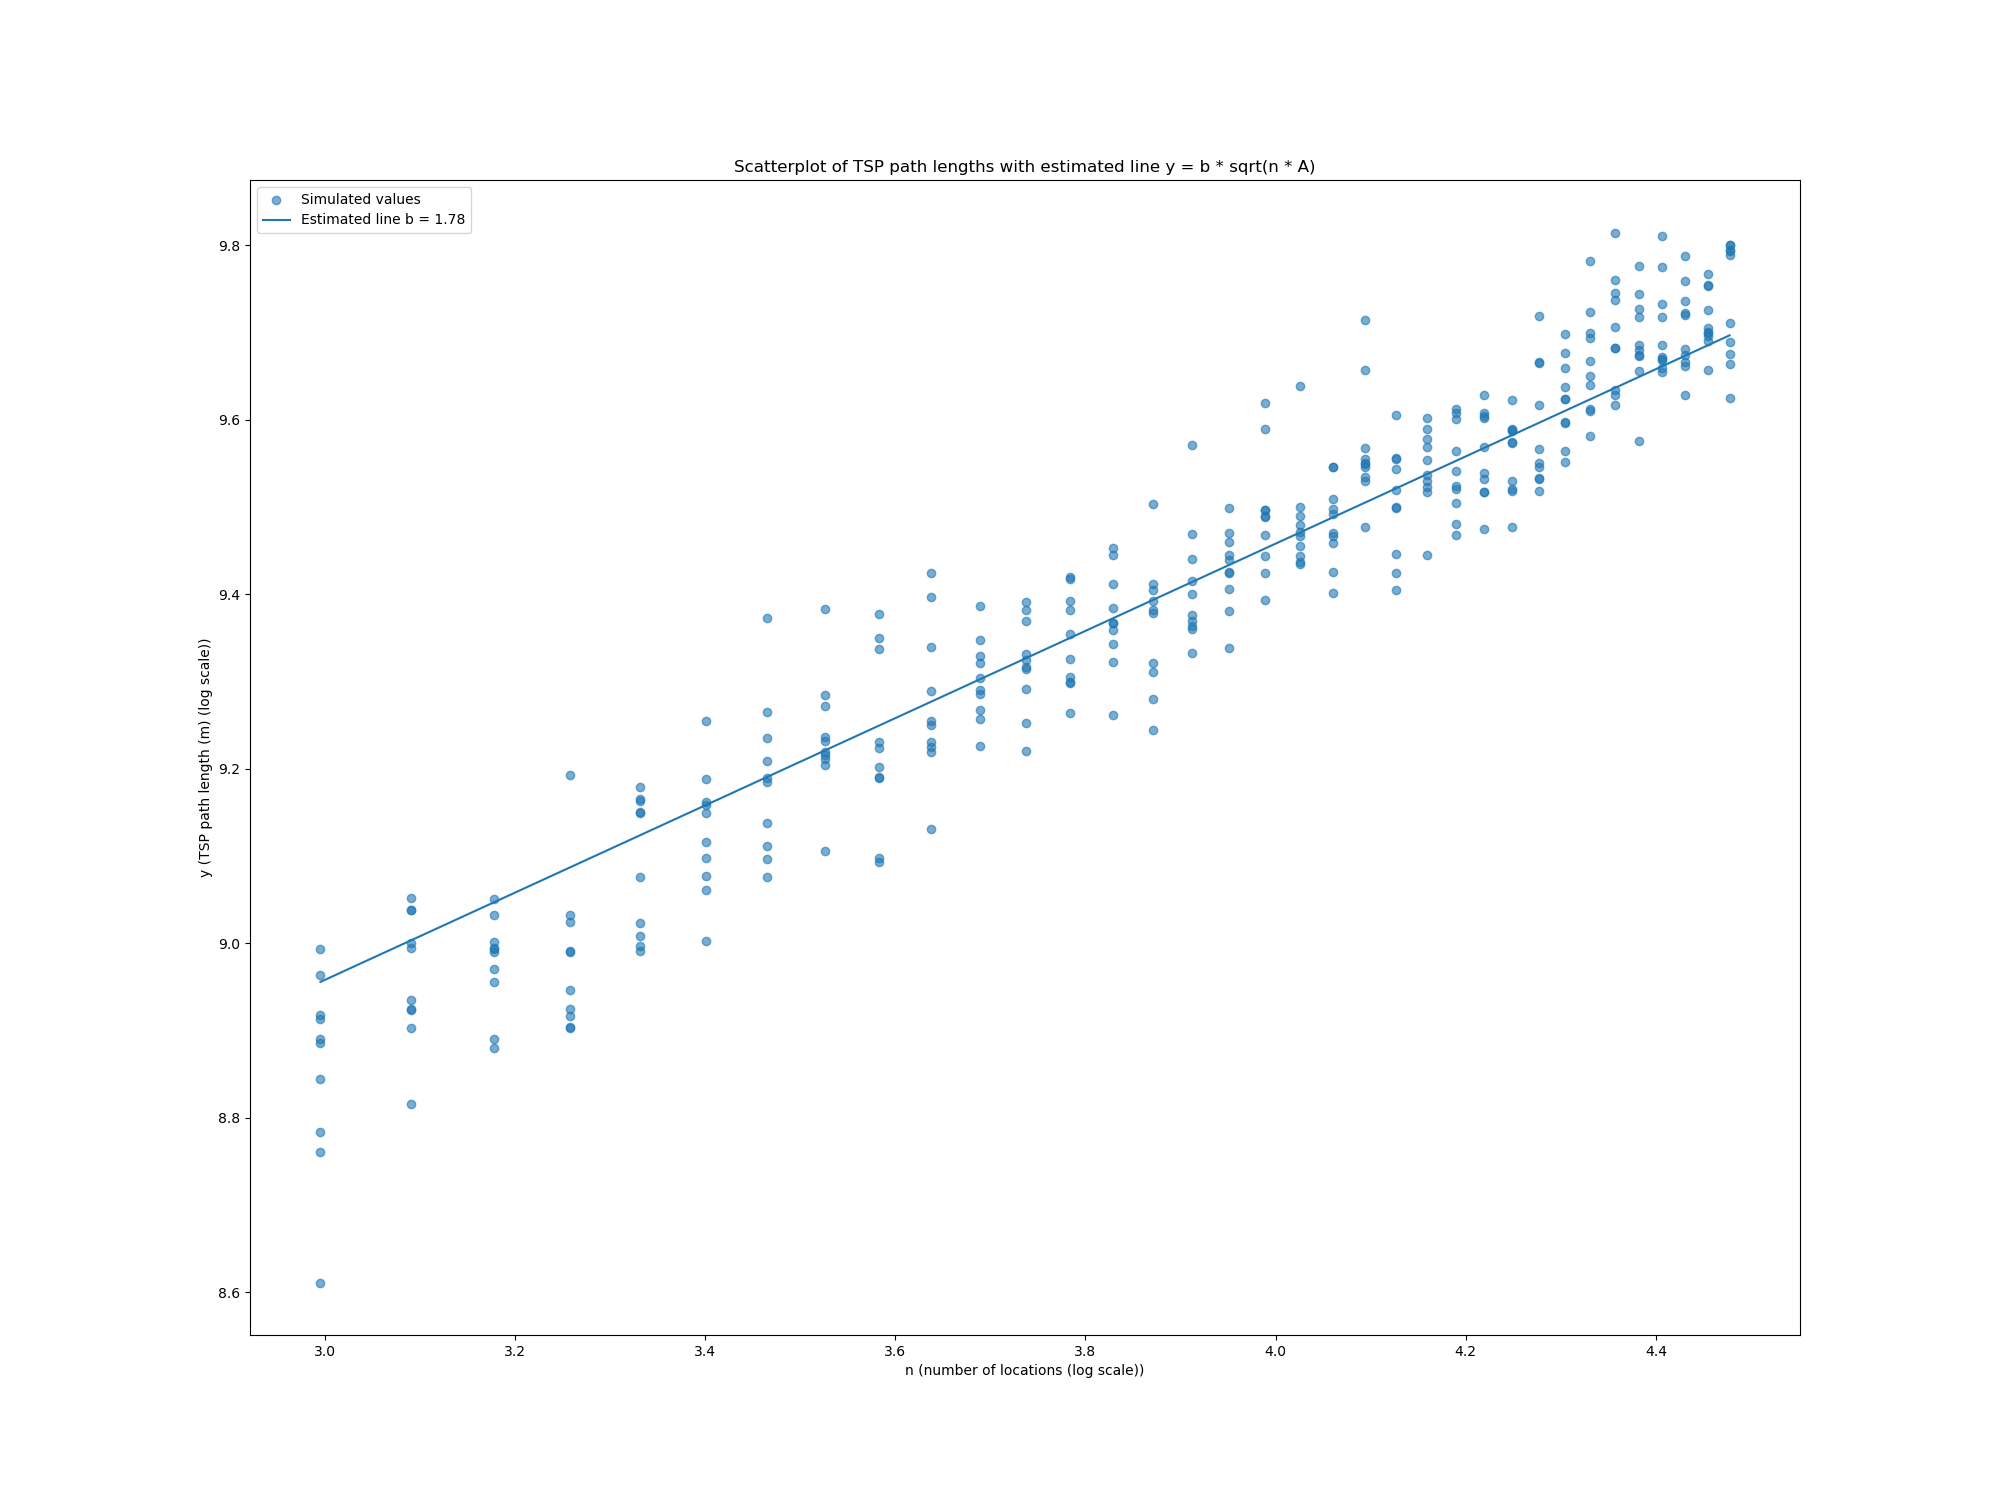 Scatterplot of TSP path lengths with estimated line y = b * sqrt(n * A)
Simulated values
Estimated line b = 1.78
9.8
9.6
9.4
9.2
9.0
8.8
8.6
y (TSP path length (m) (log scale))
3.0 3.2 3.4 3.6 3.8 4.0 4.2 4.4
n (number of locations (log scale))